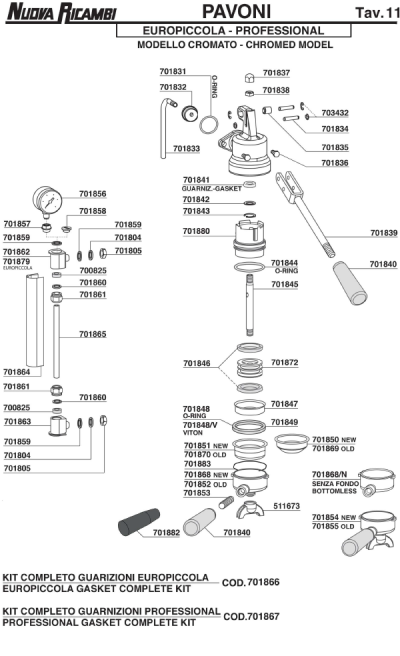 NUOVA RICAMBI
PAVONI
Tav.11
EUROPICCOLA - PROFESSIONAL
MODELLO CROMATO - CHROMED MODEL
701831
O-RING
701832
701833
701837
701838
703432
701834
701835
701836
701841
GUARNIZ.-GASKET
701842
701843
701880
701839
701840
701844
O-RING
701845
701856
701857
701858
701859
701862
701879
EUROPICCOLA
701859
701804
701805
700825
701860
701861
701865
701864
701861
701860
700825
701863
701859
701804
701805
701846
701872
701847
701848
O-RING
701848/V
VITON
701849
701851 NEW
701870 OLD
701850 NEW
701869 OLD
701883
701868 NEW
701852 OLD
701853
701868/N
SENZA FONDO
BOTTOMLESS
511673
701854 NEW
701855 OLD
701882
701840
KIT COMPLETO GUARIZIONI EUROPICCOLA
EUROPICCOLA GASKET COMPLETE KIT
COD.701866
KIT COMPLETO GUARNIZIONI PROFESSIONAL
PROFESSIONAL GASKET COMPLETE KIT
COD.701867